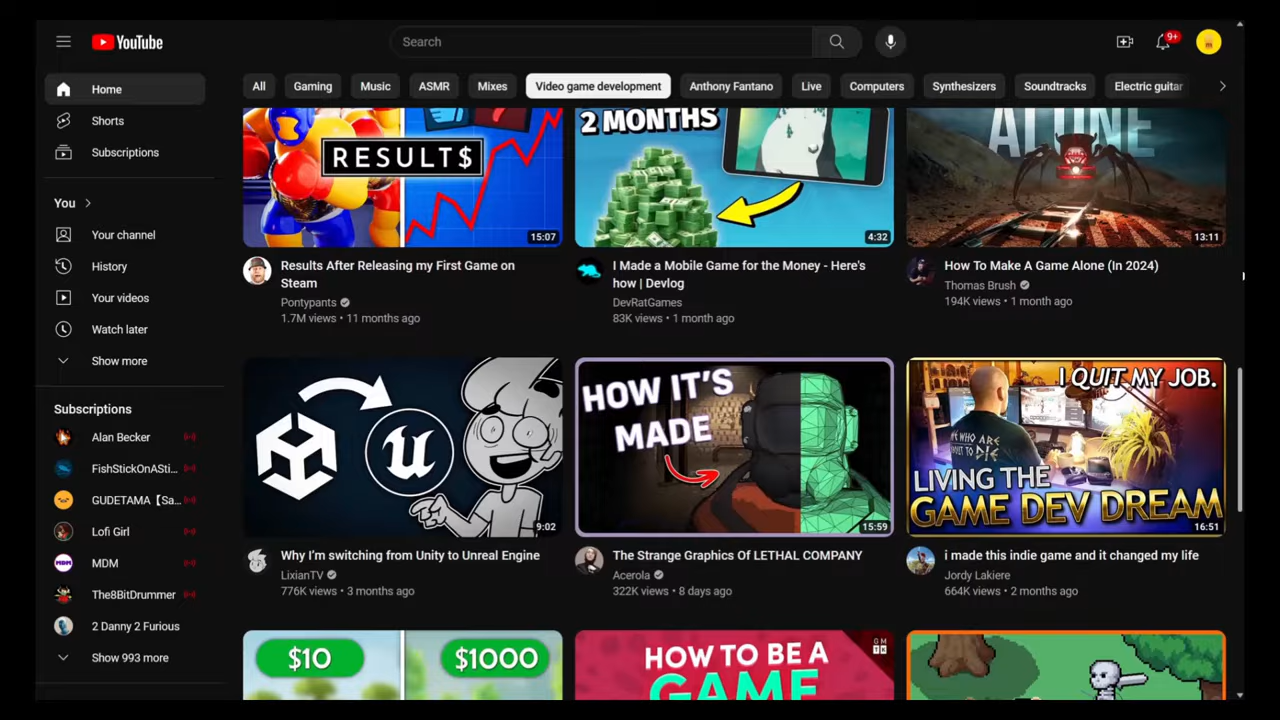 YouTube
Search
9+
Home
Shorts
Subscriptions
You
Your channel
History
Your videos
Watch later
Show more
Subscriptions
Alan Becker
FishStickOnASti...
GUDETAMA【Sa...
Lofi Girl
MDM
The8BitDrummer
2 Danny 2 Furious
Show 993 more
All
Gaming
Music
ASMR
Mixes
Video game development
Anthony Fantano
Live
Computers
Synthesizers
Soundtracks
Electric guitar
RESULT$
15:07
Results After Releasing my First Game on
Steam
Pontypants
1.7M views • 11 months ago
2 MONTHS
4:32
I Made a Mobile Game for the Money - Here's
how | Devlog
DevRatGames
83K views • 1 month ago
ALONE
13:11
How To Make A Game Alone (In 2024)
Thomas Brush
194K views • 1 month ago
9:02
Why I'm switching from Unity to Unreal Engine
LixianTV
776K views • 3 months ago
HOW IT'S
MADE
15:59
The Strange Graphics Of LETHAL COMPANY
Acerola
322K views • 8 days ago
I QUIT MY JOB.
LIVING THE
GAME DEV DREAM
16:51
i made this indie game and it changed my life
Jordy Lakiere
664K views • 2 months ago
$10
$1000
HOW TO BE A
GAME
GM
TK